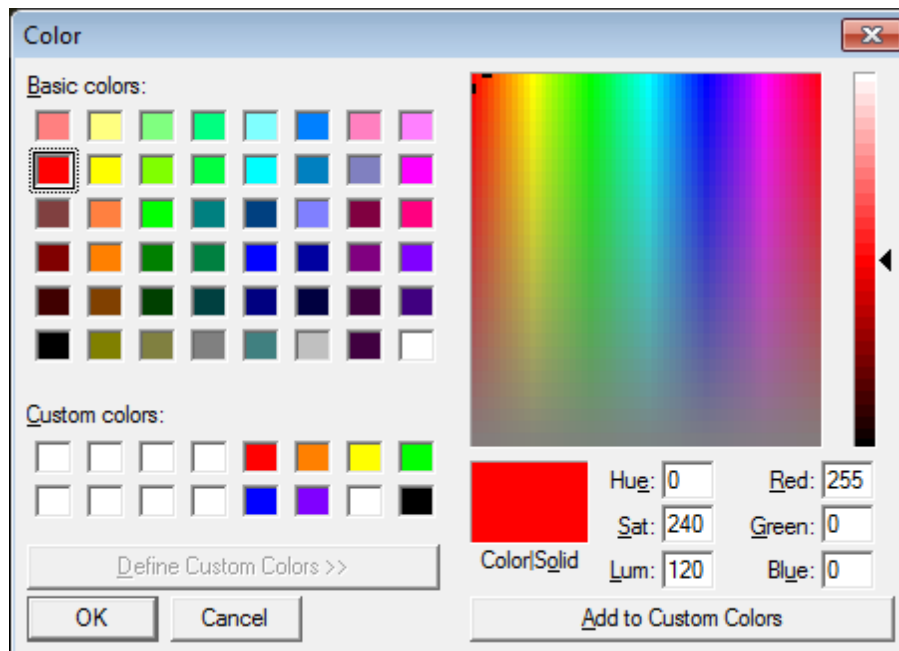 Color
Basic colors:
Custom colors:
Define Custom Colors >>
OK
Cancel
Color|Solid
Hue: 0
Sat: 240
Lum: 120
Red: 255
Green: 0
Blue: 0
Add to Custom Colors